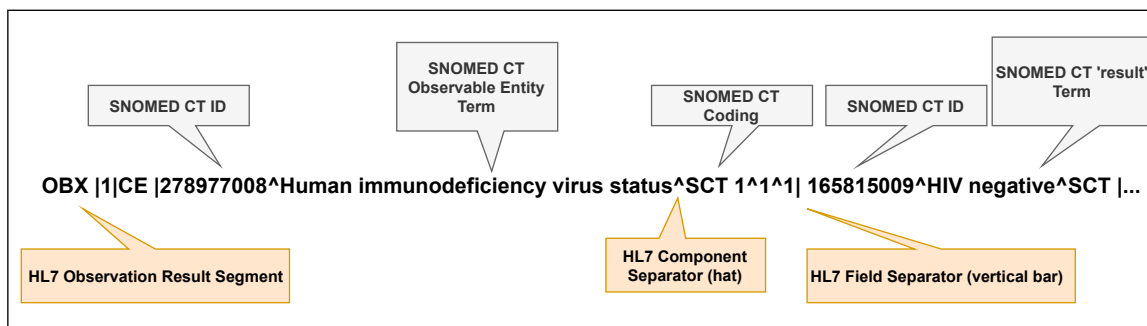 SNOMED CT ID
SNOMED CT
Observable Entity
Term
SNOMED CT
Coding
SNOMED CT ID
SNOMED CT 'result'
Term
OBX |1|CE |278977008^Human immunodeficiency virus status^SCT 1^1^1| 165815009^HIV negative^SCT |...
HL7 Observation Result Segment
HL7 Component
Separator (hat)
HL7 Field Separator (vertical bar)